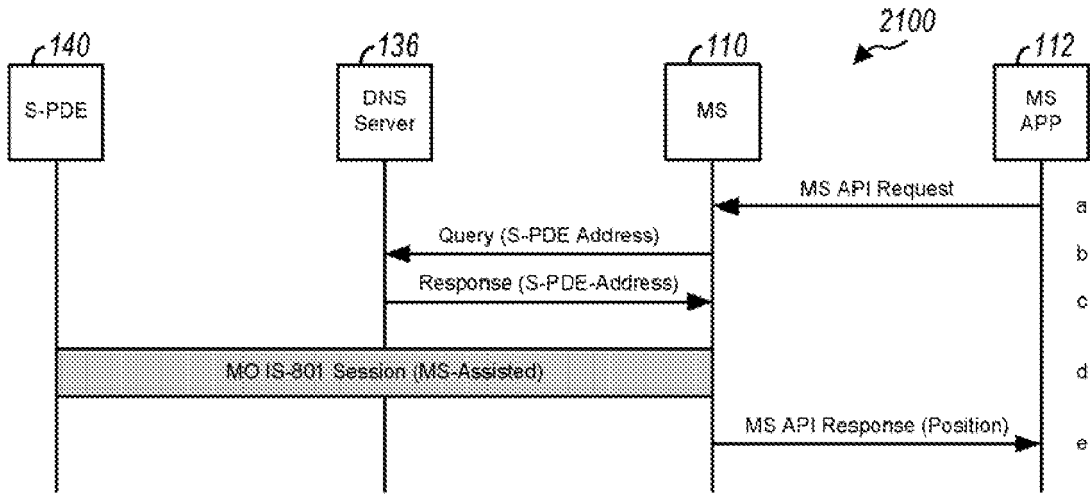 2100
140
136
110
112
S-PDE
DNS
Server
MS
MS
APP
MS API Request
a
Query (S-PDE Address)
b
Response (S-PDE-Address)
c
MO IS-801 Session (MS-Assisted)
d
MS API Response (Position)
e